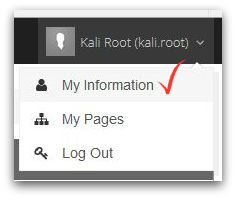 Kali Root (kali.root)
My Information
My Pages
Log Out